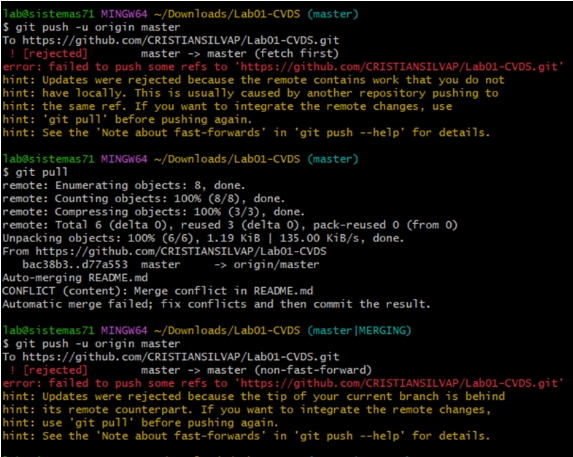 lab@sistemas71 MINGW64 ~/Downloads/Lab01-CVDS (master)
$ git push -u origin master
To https://github.com/CRISTIANSILVAP/Lab01-CVDS.git
 ! [rejected]        master -> master (fetch first)
error: failed to push some refs to 'https://github.com/CRISTIANSILVAP/Lab01-CVDS.git'
hint: Updates were rejected because the remote contains work that you do not
hint: have locally. This is usually caused by another repository pushing to
hint: the same ref. If you want to integrate the remote changes, use
hint: 'git pull' before pushing again.
hint: See the 'Note about fast-forwards' in 'git push --help' for details.
lab@sistemas71 MINGW64 ~/Downloads/Lab01-CVDS (master)
$ git pull
remote: Enumerating objects: 8, done.
remote: Counting objects: 100% (8/8), done.
remote: Compressing objects: 100% (3/3), done.
remote: Total 6 (delta 0), reused 3 (delta 0), pack-reused 0 (from 0)
Unpacking objects: 100% (6/6), 1.19 KiB | 135.00 KiB/s, done.
From https://github.com/CRISTIANSILVAP/Lab01-CVDS
   bac38b3..d77a553  master     -> origin/master
Auto-merging README.md
CONFLICT (content): Merge conflict in README.md
Automatic merge failed; fix conflicts and then commit the result.
lab@sistemas71 MINGW64 ~/Downloads/Lab01-CVDS (master|MERGING)
$ git push -u origin master
To https://github.com/CRISTIANSILVAP/Lab01-CVDS.git
 ! [rejected]        master -> master (non-fast-forward)
error: failed to push some refs to 'https://github.com/CRISTIANSILVAP/Lab01-CVDS.git'
hint: Updates were rejected because the tip of your current branch is behind
hint: its remote counterpart. If you want to integrate the remote changes,
hint: use 'git pull' before pushing again.
hint: See the 'Note about fast-forwards' in 'git push --help' for details.